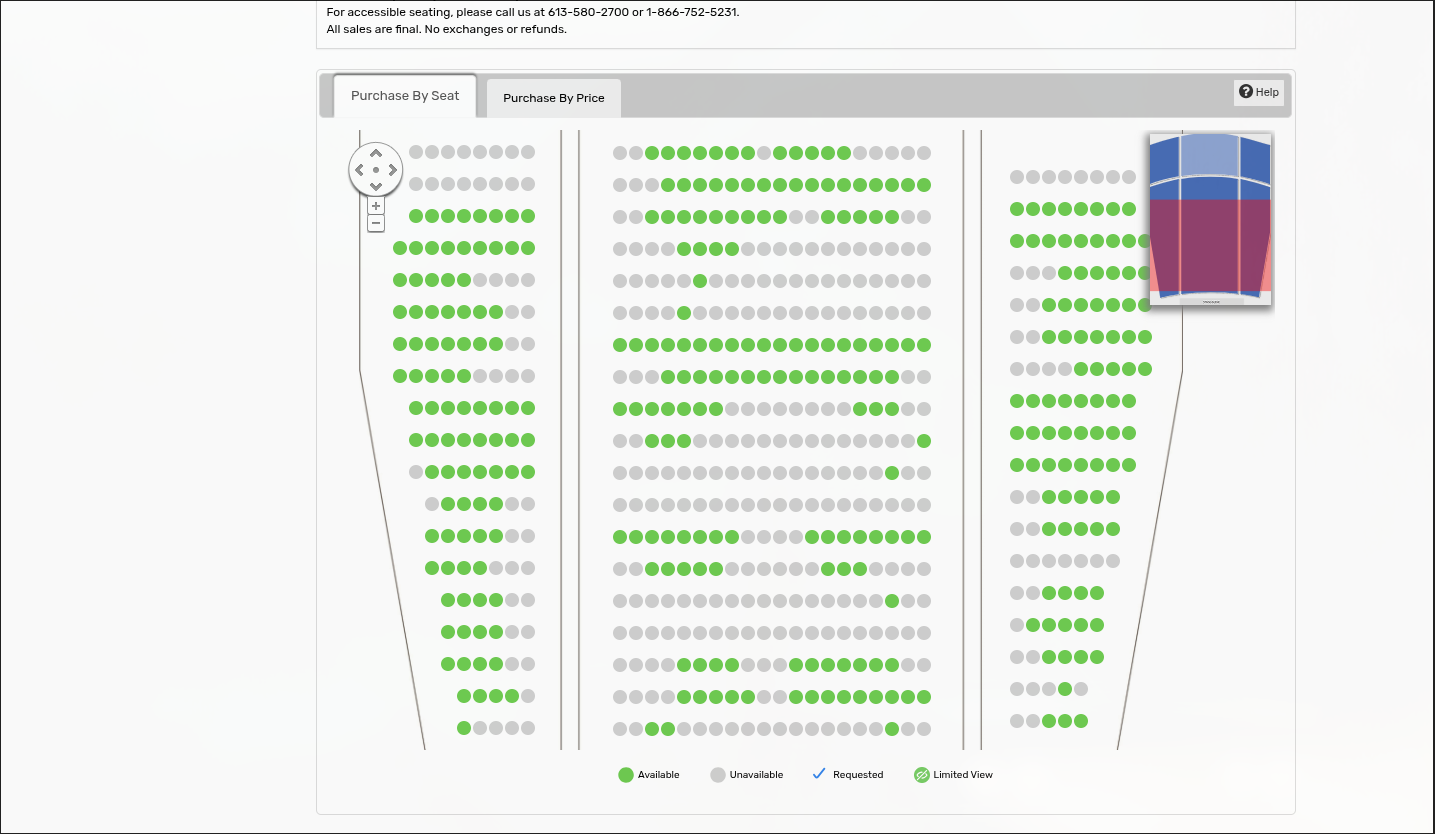 For accessible seating, please call us at 613-580-2700 or 1-866-752-5231.
All sales are final. No exchanges or refunds.
Purchase By Seat
Purchase By Price
Help
Available
Unavailable
Requested
Limited View